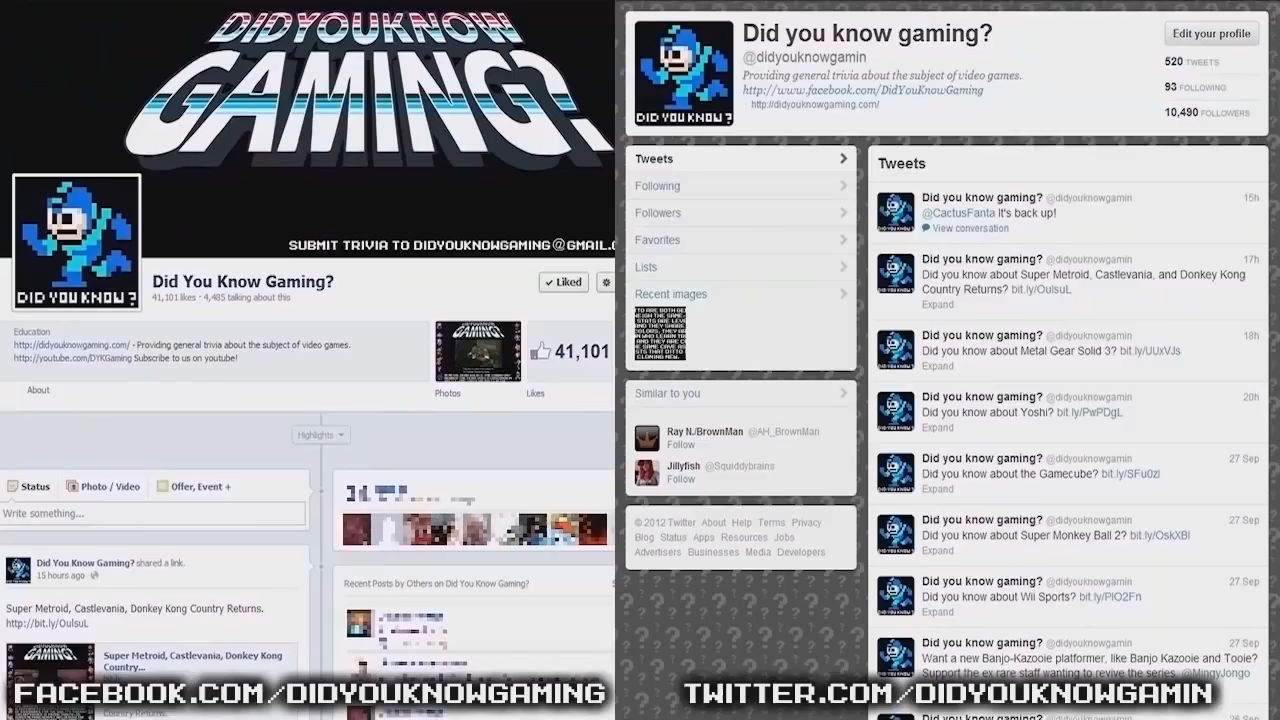 DIDYOUKNOW
GAMING?
SUBMIT TRIVIA TO DIDYOUKNOWGAMING@GMAIL.C
DID YOU KNOW?
Did You Know Gaming?
41,101 likes · 4,485 talking about this
Liked
Education
http://didyouknowgaming.com/ - Providing general trivia about the subject of video games.
http://youtube.com/DYKGaming Subscribe to us on youtube!
About
GAMING?
Photos
41,101
Likes
Highlights
Status
Photo / Video
Offer, Event +
Write something...
Did You Know Gaming? shared a link.
15 hours ago
Super Metroid, Castlevania, Donkey Kong Country Returns.
http://bit.ly/OulsuL
GAMING?
Super Metroid, Castlevania, Donkey Kong
Country...
Country Returns.
Recent Posts by Others on Did You Know Gaming?
FACEBOOK.COM/DIDYOUKNOWGAMING
DID YOU KNOW?
Did you know gaming?
@didyouknowgamin
Providing general trivia about the subject of video games.
http://www.facebook.com/DidYouKnowGaming
http://didyouknowgaming.com/
Edit your profile
520 TWEETS
93 FOLLOWING
10,490 FOLLOWERS
Tweets
Following
Followers
Favorites
Lists
Recent images
Similar to you
Ray N./BrownMan @AH_BrownMan
Follow
Jillyfish @Squiddybrains
Follow
© 2012 Twitter About Help Terms Privacy
Blog Status Apps Resources Jobs
Advertisers Businesses Media Developers
Tweets
Did you know gaming? @didyouknowgamin 15h
@CactusFanta It's back up!
View conversation
Did you know gaming? @didyouknowgamin 17h
Did you know about Super Metroid, Castlevania, and Donkey Kong
Country Returns? bit.ly/OulsuL
Expand
Did you know gaming? @didyouknowgamin 18h
Did you know about Metal Gear Solid 3? bit.ly/UUxVJs
Expand
Did you know gaming? @didyouknowgamin 20h
Did you know about Yoshi? bit.ly/PwPDgL
Expand
Did you know gaming? @didyouknowgamin 27 Sep
Did you know about the Gamecube? bit.ly/SFu0zl
Expand
Did you know gaming? @didyouknowgamin 27 Sep
Did you know about Super Monkey Ball 2? bit.ly/OskXBl
Expand
Did you know gaming? @didyouknowgamin 27 Sep
Did you know about Wii Sports? bit.ly/PlO2Fn
Expand
Did you know gaming? @didyouknowgamin 27 Sep
Want a new Banjo-Kazooie platformer, like Banjo Kazooie and Tooie?
Support the ex rare staff wanting to revive the series. @MingyJongo
Did you know gaming? @didyouknowgamin 26 Sep
TWITTER.COM/DIDYOUKNOWGAMIN